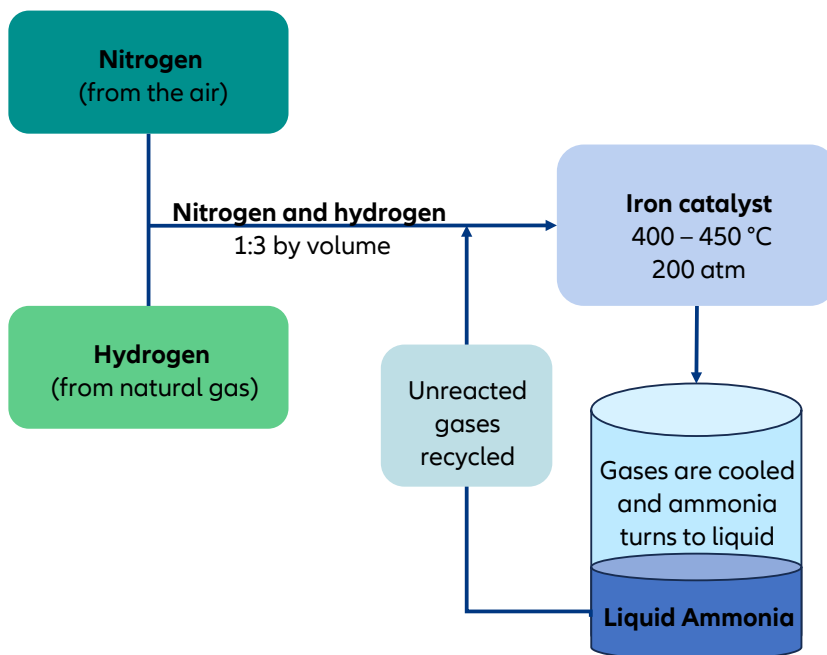 Nitrogen
(from the air)
Nitrogen and hydrogen
1:3 by volume
Iron catalyst
400 – 450 °C
200 atm
Hydrogen
(from natural gas)
Unreacted
gases
recycled
Gases are cooled
and ammonia
turns to liquid
Liquid Ammonia